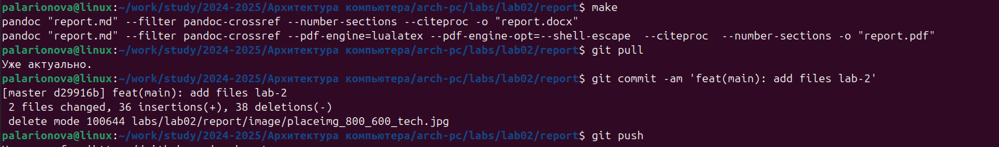 palarionova@linux:~/work/study/2024-2025/Архитектура компьютера/arch-pc/labs/lab02/report$ make
pandoc "report.md" --filter pandoc-crossref --number-sections --citeproc -o "report.docx"
pandoc "report.md" --filter pandoc-crossref --pdf-engine=lualatex --pdf-engine-opt=--shell-escape  --citeproc  --number-sections -o "report.pdf"
palarionova@linux:~/work/study/2024-2025/Архитектура компьютера/arch-pc/labs/lab02/report$ git pull
Уже актуально.
palarionova@linux:~/work/study/2024-2025/Архитектура компьютера/arch-pc/labs/lab02/report$ git commit -am 'feat(main): add files lab-2'
[master d29916b] feat(main): add files lab-2
 2 files changed, 36 insertions(+), 38 deletions(-)
 delete mode 100644 labs/lab02/report/image/placeimg_800_600_tech.jpg
palarionova@linux:~/work/study/2024-2025/Архитектура компьютера/arch-pc/labs/lab02/report$ git push